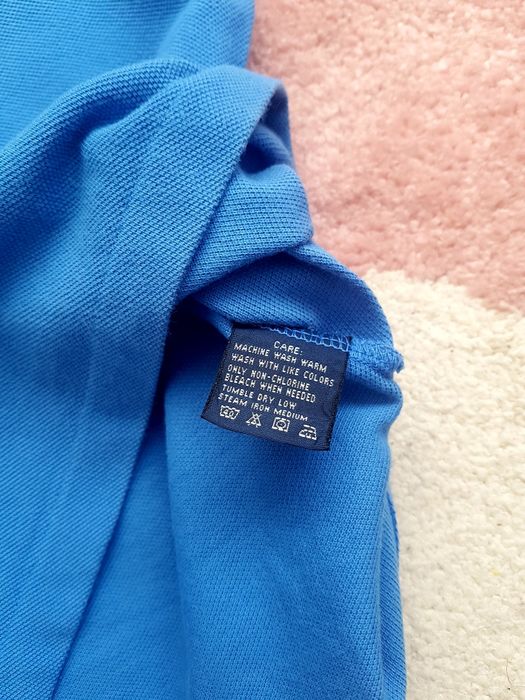 CARE:
MACHINE WASH WARM
WASH WITH LIKE COLORS
ONLY NON-CHLORINE
BLEACH WHEN NEEDED
TUMBLE DRY LOW
STEAM IRON MEDIUM